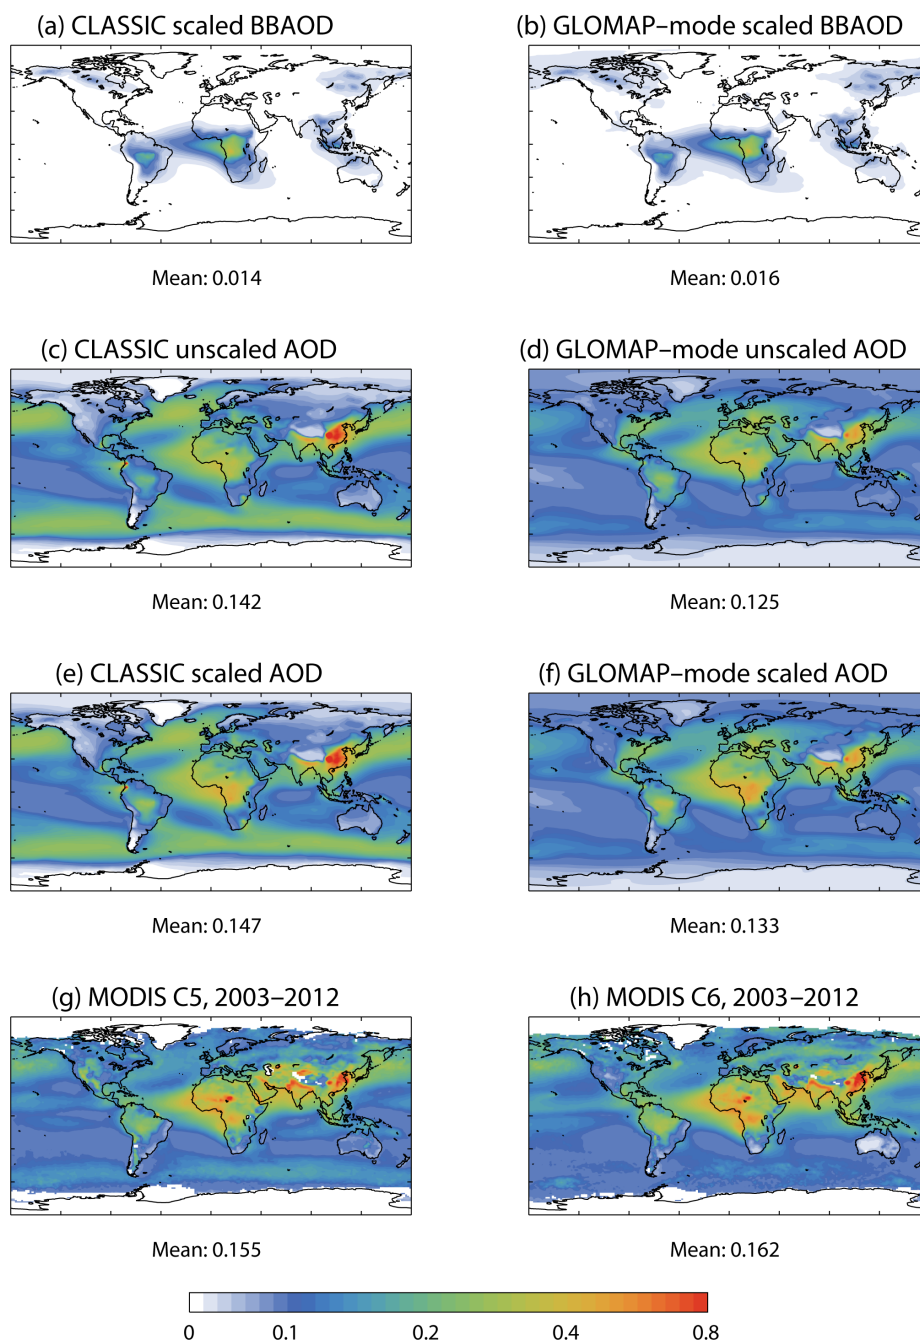 (a) CLASSIC scaled BBAOD
(b) GLOMAP–mode scaled BBAOD
Mean: 0.014
Mean: 0.016
(c) CLASSIC unscaled AOD
(d) GLOMAP–mode unscaled AOD
Mean: 0.142
Mean: 0.125
(e) CLASSIC scaled AOD
(f) GLOMAP–mode scaled AOD
Mean: 0.147
Mean: 0.133
(g) MODIS C5, 2003–2012
(h) MODIS C6, 2003–2012
Mean: 0.155
Mean: 0.162
0 0.1 0.2 0.4 0.8